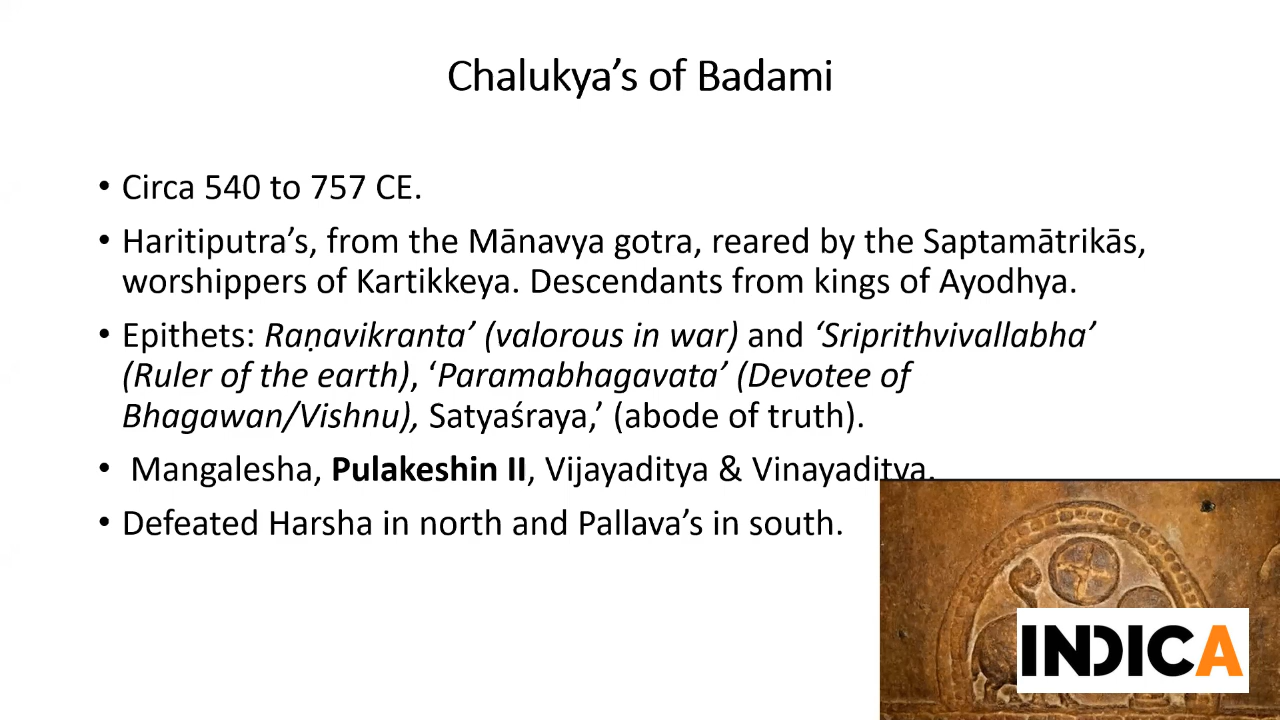 Chalukya’s of Badami
• Circa 540 to 757 CE.
• Haritiputra’s, from the Mānavya gotra, reared by the Saptamātrikās,
worshippers of Kartikkeya. Descendants from kings of Ayodhya.
• Epithets: Raṇavikranta’ (valorous in war) and ‘Sriprithvivallabha’
(Ruler of the earth), ‘Paramabhagavata’ (Devotee of
Bhagawan/Vishnu), Satyaśraya,’ (abode of truth).
• Mangalesha, Pulakeshin II, Vijayaditya & Vinayaditya.
• Defeated Harsha in north and Pallava’s in south.
INDICA